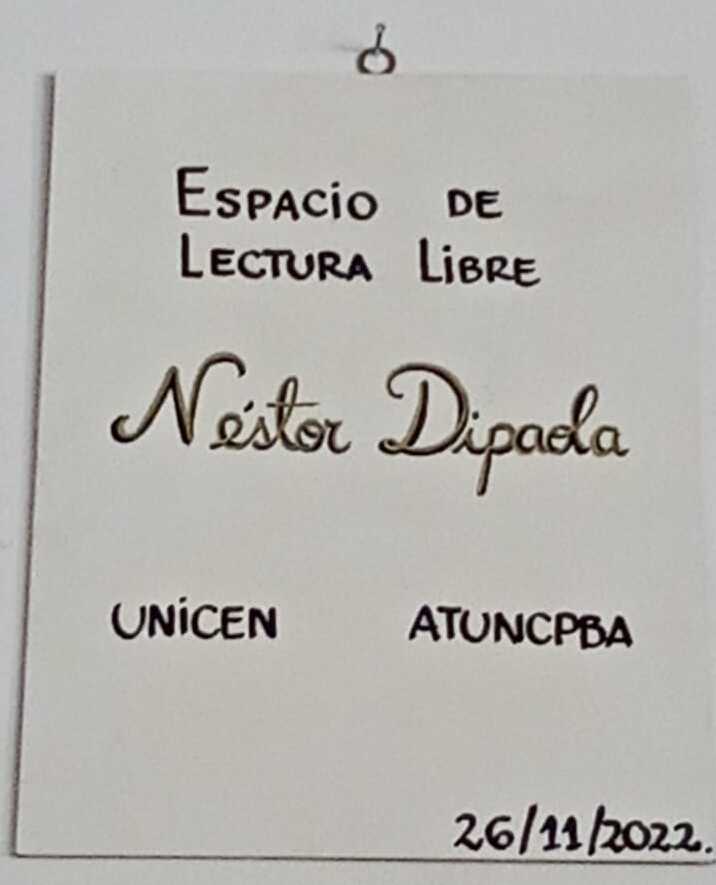 ESPACiO DE
LECTURA LiBRE
Néstor Dipaola
UNiCEN ATUNCPBA
26/11/2022.